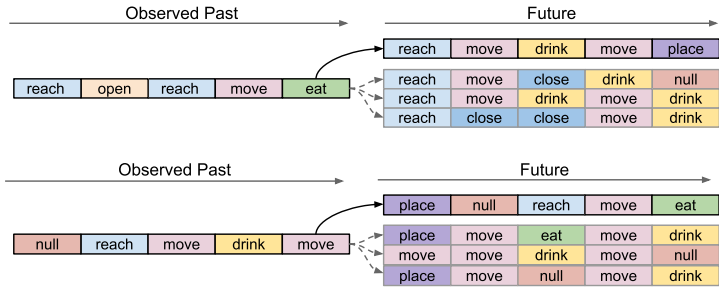 Observed Past Future
reach move drink move place
reach move close drink null
reach open reach move eat
reach move drink move drink
reach close close move drink
Observed Past Future
place null reach move eat
place move eat move drink
null reach move drink move
move move drink move null
place move null move drink